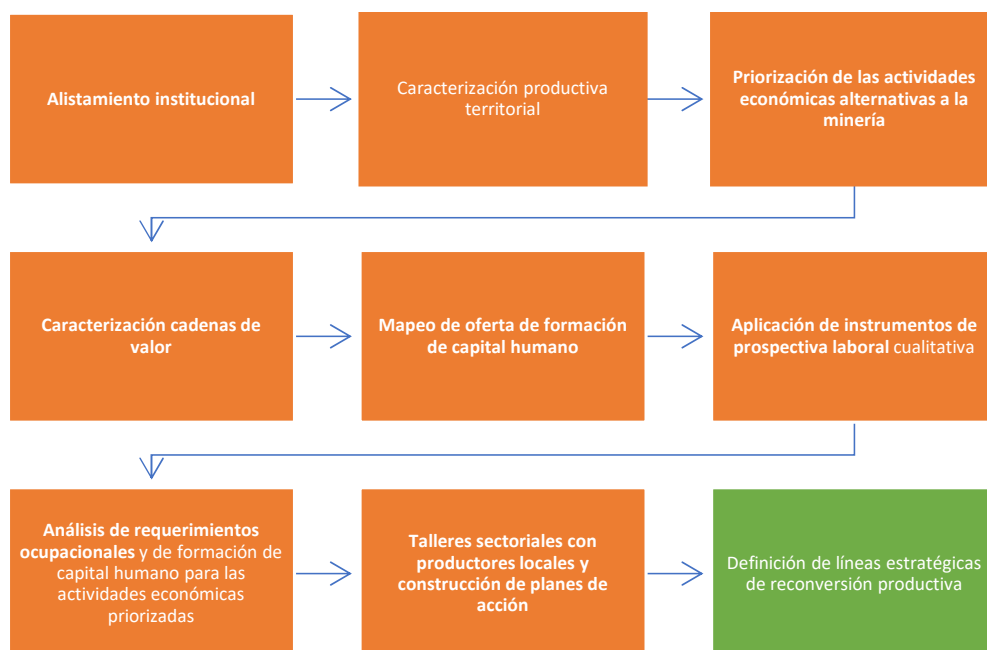 Alistamiento institucional
Caracterización productiva
territorial
Priorización de las actividades
económicas alternativas a la
minería
Caracterización cadenas de
valor
Mapeo de oferta de formación
de capital humano
Aplicación de instrumentos de
prospectiva laboral cualitativa
Análisis de requerimientos
ocupacionales y de formación de
capital humano para las
actividades económicas
priorizadas
Talleres sectoriales con
productores locales y
construcción de planes de
acción
Definición de líneas estratégicas
de reconversión productiva